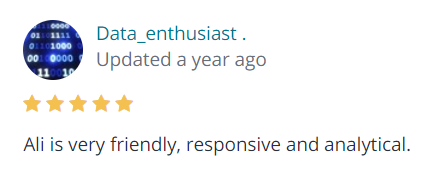 Data_enthusiast .
Updated a year ago
Ali is very friendly, responsive and analytical.